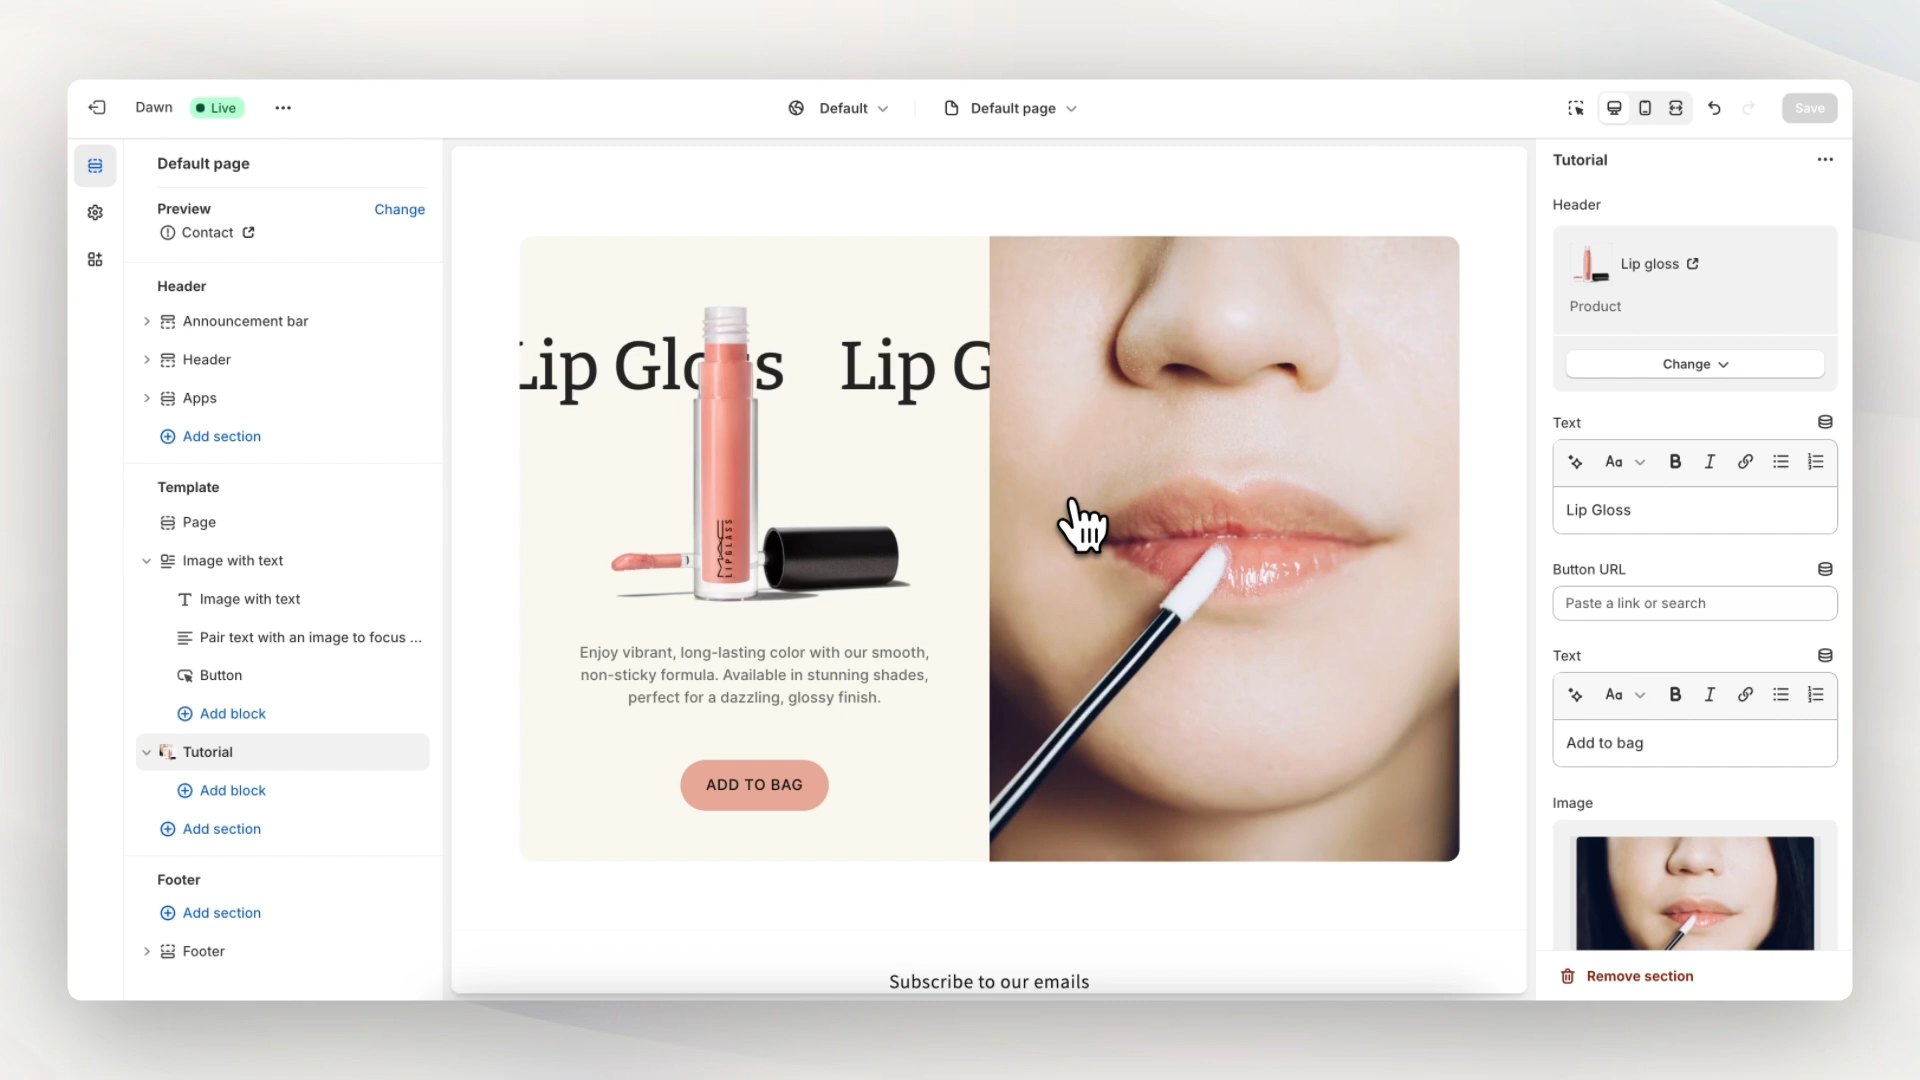 Dawn
Live
Default
Default page
Save
Default page
Preview
Change
Contact
Header
Announcement bar
Header
Apps
Add section
Template
Page
Image with text
Image with text
Pair text with an image to focus ...
Button
Add block
Tutorial
Add block
Add section
Footer
Add section
Footer
Lip Gloss Lip G
MAC
LIPGLASS
Enjoy vibrant, long-lasting color with our smooth,
non-sticky formula. Available in stunning shades,
perfect for a dazzling, glossy finish.
ADD TO BAG
Subscribe to our emails
Tutorial
Header
Lip gloss
Product
Change
Text
Aa B I
Lip Gloss
Button URL
Paste a link or search
Text
Aa B I
Add to bag
Image
Remove section